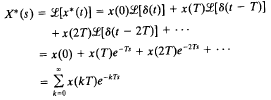 X*(s) = ℒ[x*(t)] = x(0)ℒ[δ(t)] + x(T)ℒ[δ(t − T)]
+ x(2T)ℒ[δ(t − 2T)] + ···
= x(0) + x(T)e^{−Ts} + x(2T)e^{−2Ts} + ···
= ∑_{k=0}^{∞} x(kT)e^{−kTs}